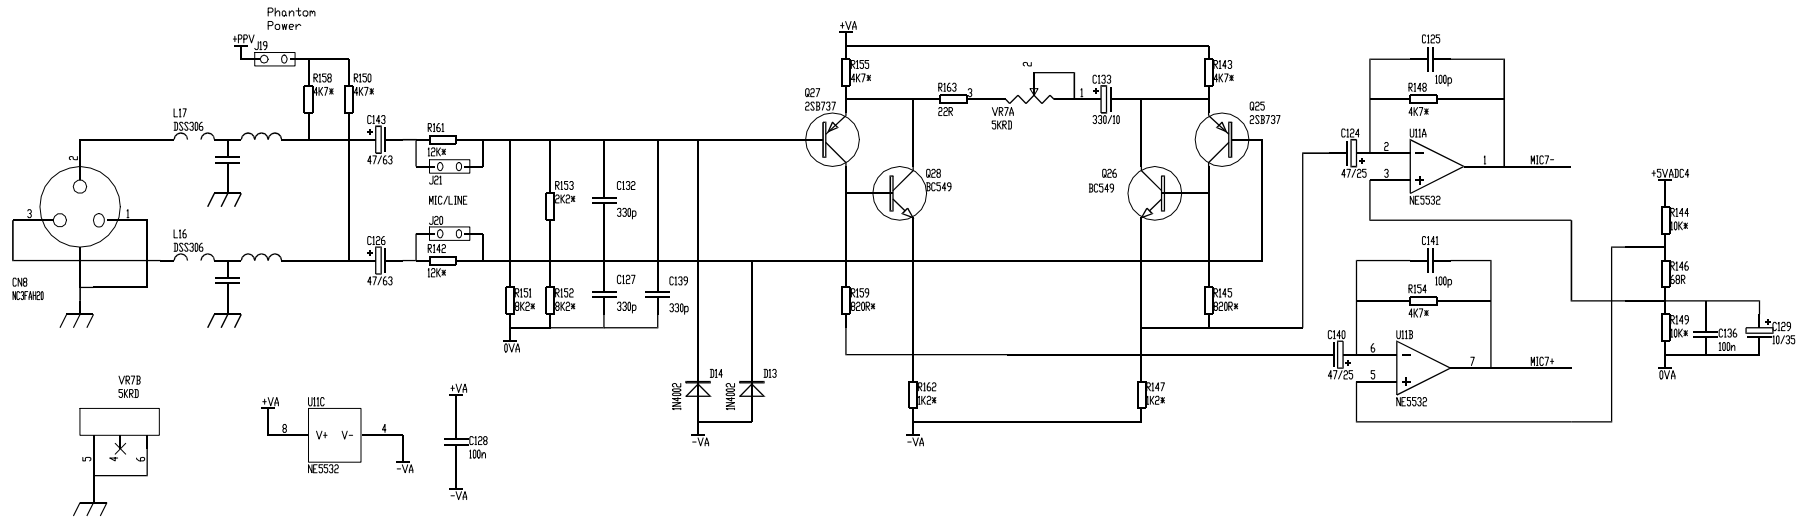 Phantom
Power
+PPV
J19
R158
4K7*
R150
4K7*
L17
DSS306
2
3
1
CN8
NC3FAH20
L16
DSS306
C143
47/63
R161
12K*
J21
MIC/LINE
J20
C126
47/63
R142
12K*
R151
8K2*
0VA
R153
2K2*
R152
8K2*
C132
330p
C127
330p
C139
330p
D14
1N4002
D13
1N4002
-VA
+VA
R155
4K7*
Q27
2SB737
R163
22R
3
2
1
VR7A
5KRD
C133
330/10
R143
4K7*
Q25
2SB737
Q28
BC549
Q26
BC549
R159
820R*
R145
820R*
R162
1K2*
R147
1K2*
-VA
C125
100p
R148
4K7*
C124
47/25
U11A
2
3
1
NE5532
MIC7-
C141
100p
R154
4K7*
C140
47/25
U11B
6
5
7
NE5532
MIC7+
+5VADC4
R144
10K*
R146
68R
R149
10K*
C136
100n
C129
10/35
0VA
VR7B
5KRD
5
4
6
+VA
8
U11C
V+ V-
4
NE5532
-VA
+VA
C128
100n
-VA